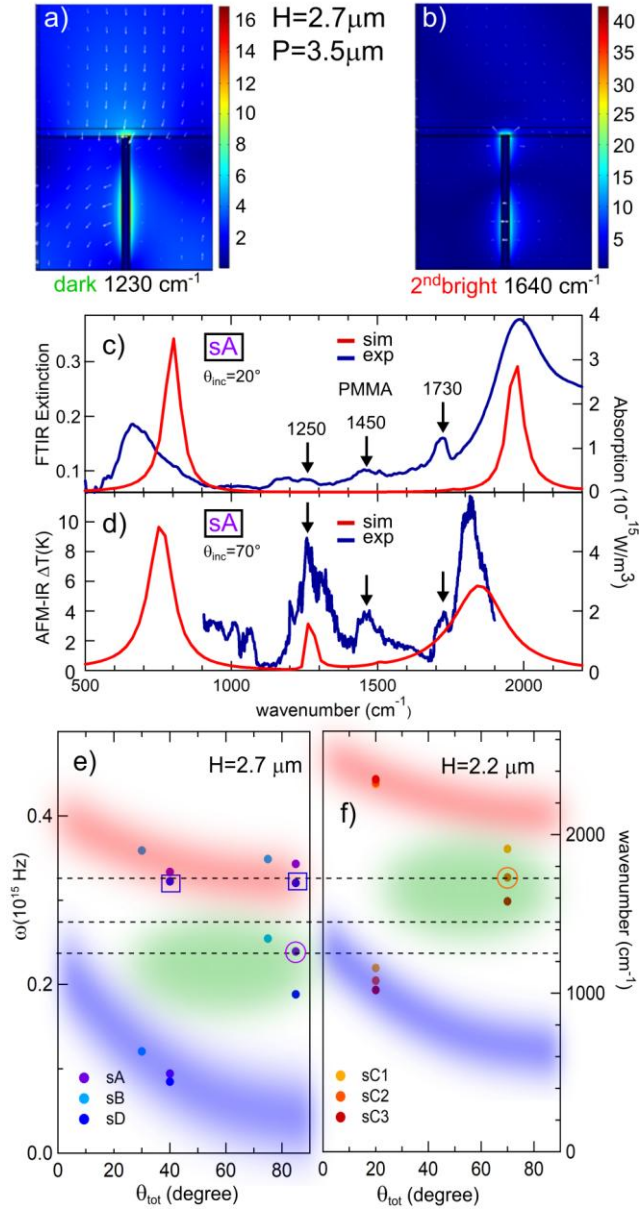 a)
H=2.7μm
P=3.5μm
b)
16
14
12
10
8
6
4
2
40
35
30
25
20
15
10
5
0
dark 1230 cm⁻¹
2ⁿᵈbright 1640 cm⁻¹
c)
sA
θinc=20°
sim
exp
PMMA
1250
1450
1730
FTIR Extinction
0.3
0.2
0.1
4
3
2
1
0
Absorption (10⁻¹⁵W/m³)
d)
sA
θinc=70°
sim
exp
AFM-IR ΔT(K)
10
8
6
4
2
0
4
2
0
500
1000
1500
2000
wavenumber (cm⁻¹)
e)
H=2.7 μm
f)
H=2.2 μm
ω(10¹⁵ Hz)
0.4
0.2
0.0
2000
1000
0
wavenumber (cm⁻¹)
sA
sB
sD
sC1
sC2
sC3
0
20
40
60
80
0
20
40
60
80
θtot (degree)
θtot (degree)